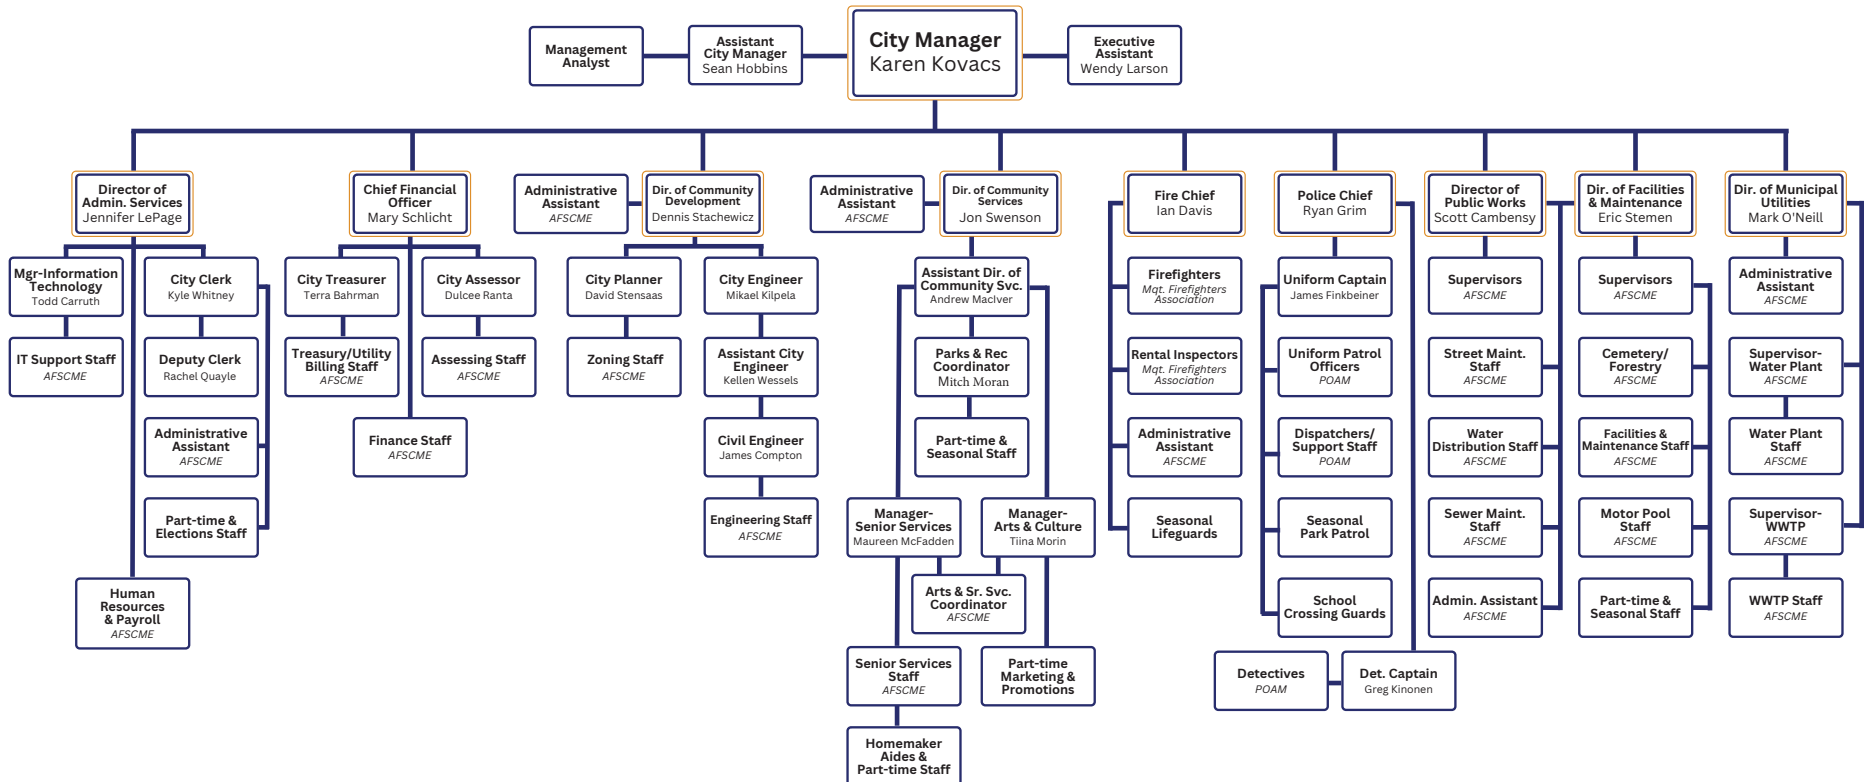 Management
Analyst
Assistant
City Manager
Sean Hobbins
City Manager
Karen Kovacs
Executive
Assistant
Wendy Larson
Director of
Admin. Services
Jennifer LePage
Chief Financial
Officer
Mary Schlicht
Administrative
Assistant
AFSCME
Dir. of Community
Development
Dennis Stachewicz
Administrative
Assistant
AFSCME
Dir. of Community
Services
Jon Swenson
Fire Chief
Ian Davis
Police Chief
Ryan Grim
Director of
Public Works
Scott Cambensy
Dir. of Facilities
& Maintenance
Eric Stemen
Dir. of Municipal
Utilities
Mark O'Neill
Mgr-Information
Technology
Todd Carruth
City Clerk
Kyle Whitney
City Treasurer
Terra Bahrman
City Assessor
Dulcee Ranta
City Planner
David Stensaas
City Engineer
Mikael Kilpela
Assistant Dir. of
Community Svc.
Andrew MacIver
Firefighters
Mqt. Firefighters
Association
Uniform Captain
James Finkbeiner
Supervisors
AFSCME
Supervisors
AFSCME
Administrative
Assistant
AFSCME
IT Support Staff
AFSCME
Deputy Clerk
Rachel Quayle
Treasury/Utility
Billing Staff
AFSCME
Assessing Staff
AFSCME
Zoning Staff
AFSCME
Assistant City
Engineer
Kellen Wessels
Parks & Rec
Coordinator
Mitch Moran
Rental Inspectors
Mqt. Firefighters
Association
Uniform Patrol
Officers
POAM
Street Maint.
Staff
AFSCME
Cemetery/
Forestry
AFSCME
Supervisor-
Water Plant
AFSCME
Administrative
Assistant
AFSCME
Finance Staff
AFSCME
Civil Engineer
James Compton
Part-time &
Seasonal Staff
Administrative
Assistant
AFSCME
Dispatchers/
Support Staff
POAM
Water
Distribution Staff
AFSCME
Facilities &
Maintenance Staff
AFSCME
Water Plant
Staff
AFSCME
Part-time &
Elections Staff
Engineering Staff
AFSCME
Manager-
Senior Services
Maureen McFadden
Manager-
Arts & Culture
Tiina Morin
Seasonal
Lifeguards
Seasonal
Park Patrol
Sewer Maint.
Staff
AFSCME
Motor Pool
Staff
AFSCME
Supervisor-
WWTP
AFSCME
Human
Resources
& Payroll
AFSCME
Arts & Sr. Svc.
Coordinator
AFSCME
School
Crossing Guards
Admin. Assistant
AFSCME
Part-time &
Seasonal Staff
WWTP Staff
AFSCME
Senior Services
Staff
AFSCME
Part-time
Marketing &
Promotions
Detectives
POAM
Det. Captain
Greg Kinonen
Homemaker
Aides &
Part-time Staff